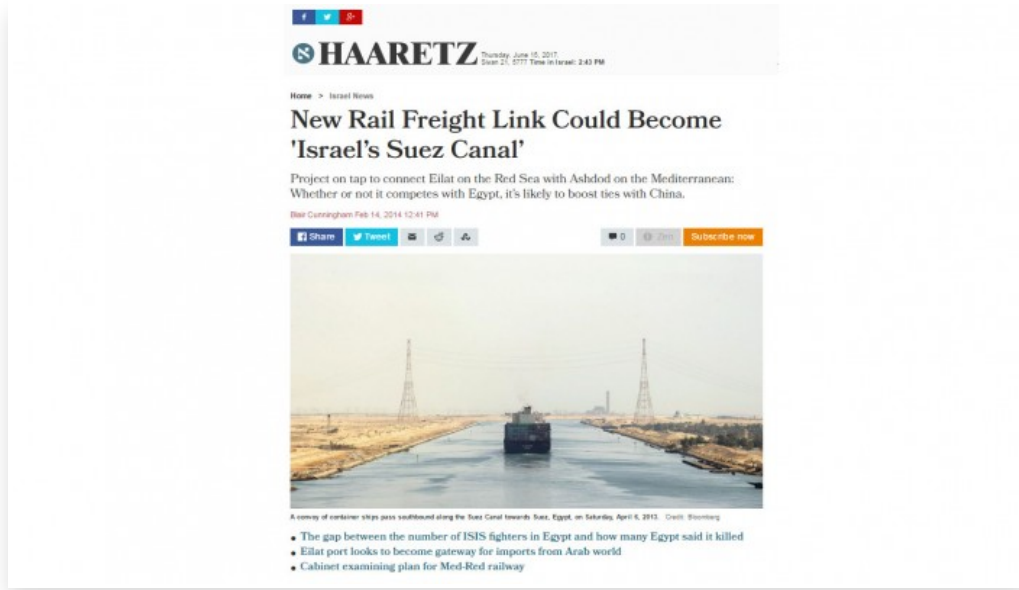 HAARETZ
Thursday, June 15, 2017.
Sivan 21, 5777 Time in Israel: 2:43 PM
Home > Israel News
New Rail Freight Link Could Become
'Israel's Suez Canal'
Project on tap to connect Eilat on the Red Sea with Ashdod on the Mediterranean:
Whether or not it competes with Egypt, it's likely to boost ties with China.
Blair Cunningham Feb 14, 2014 12:41 PM
Share Tweet 0 Zen Subscribe now
A convoy of container ships pass southbound along the Suez Canal towards Suez, Egypt, on Saturday, April 6, 2013. Credit: Bloomberg
The gap between the number of ISIS fighters in Egypt and how many Egypt said it killed
Eilat port looks to become gateway for imports from Arab world
Cabinet examining plan for Med-Red railway